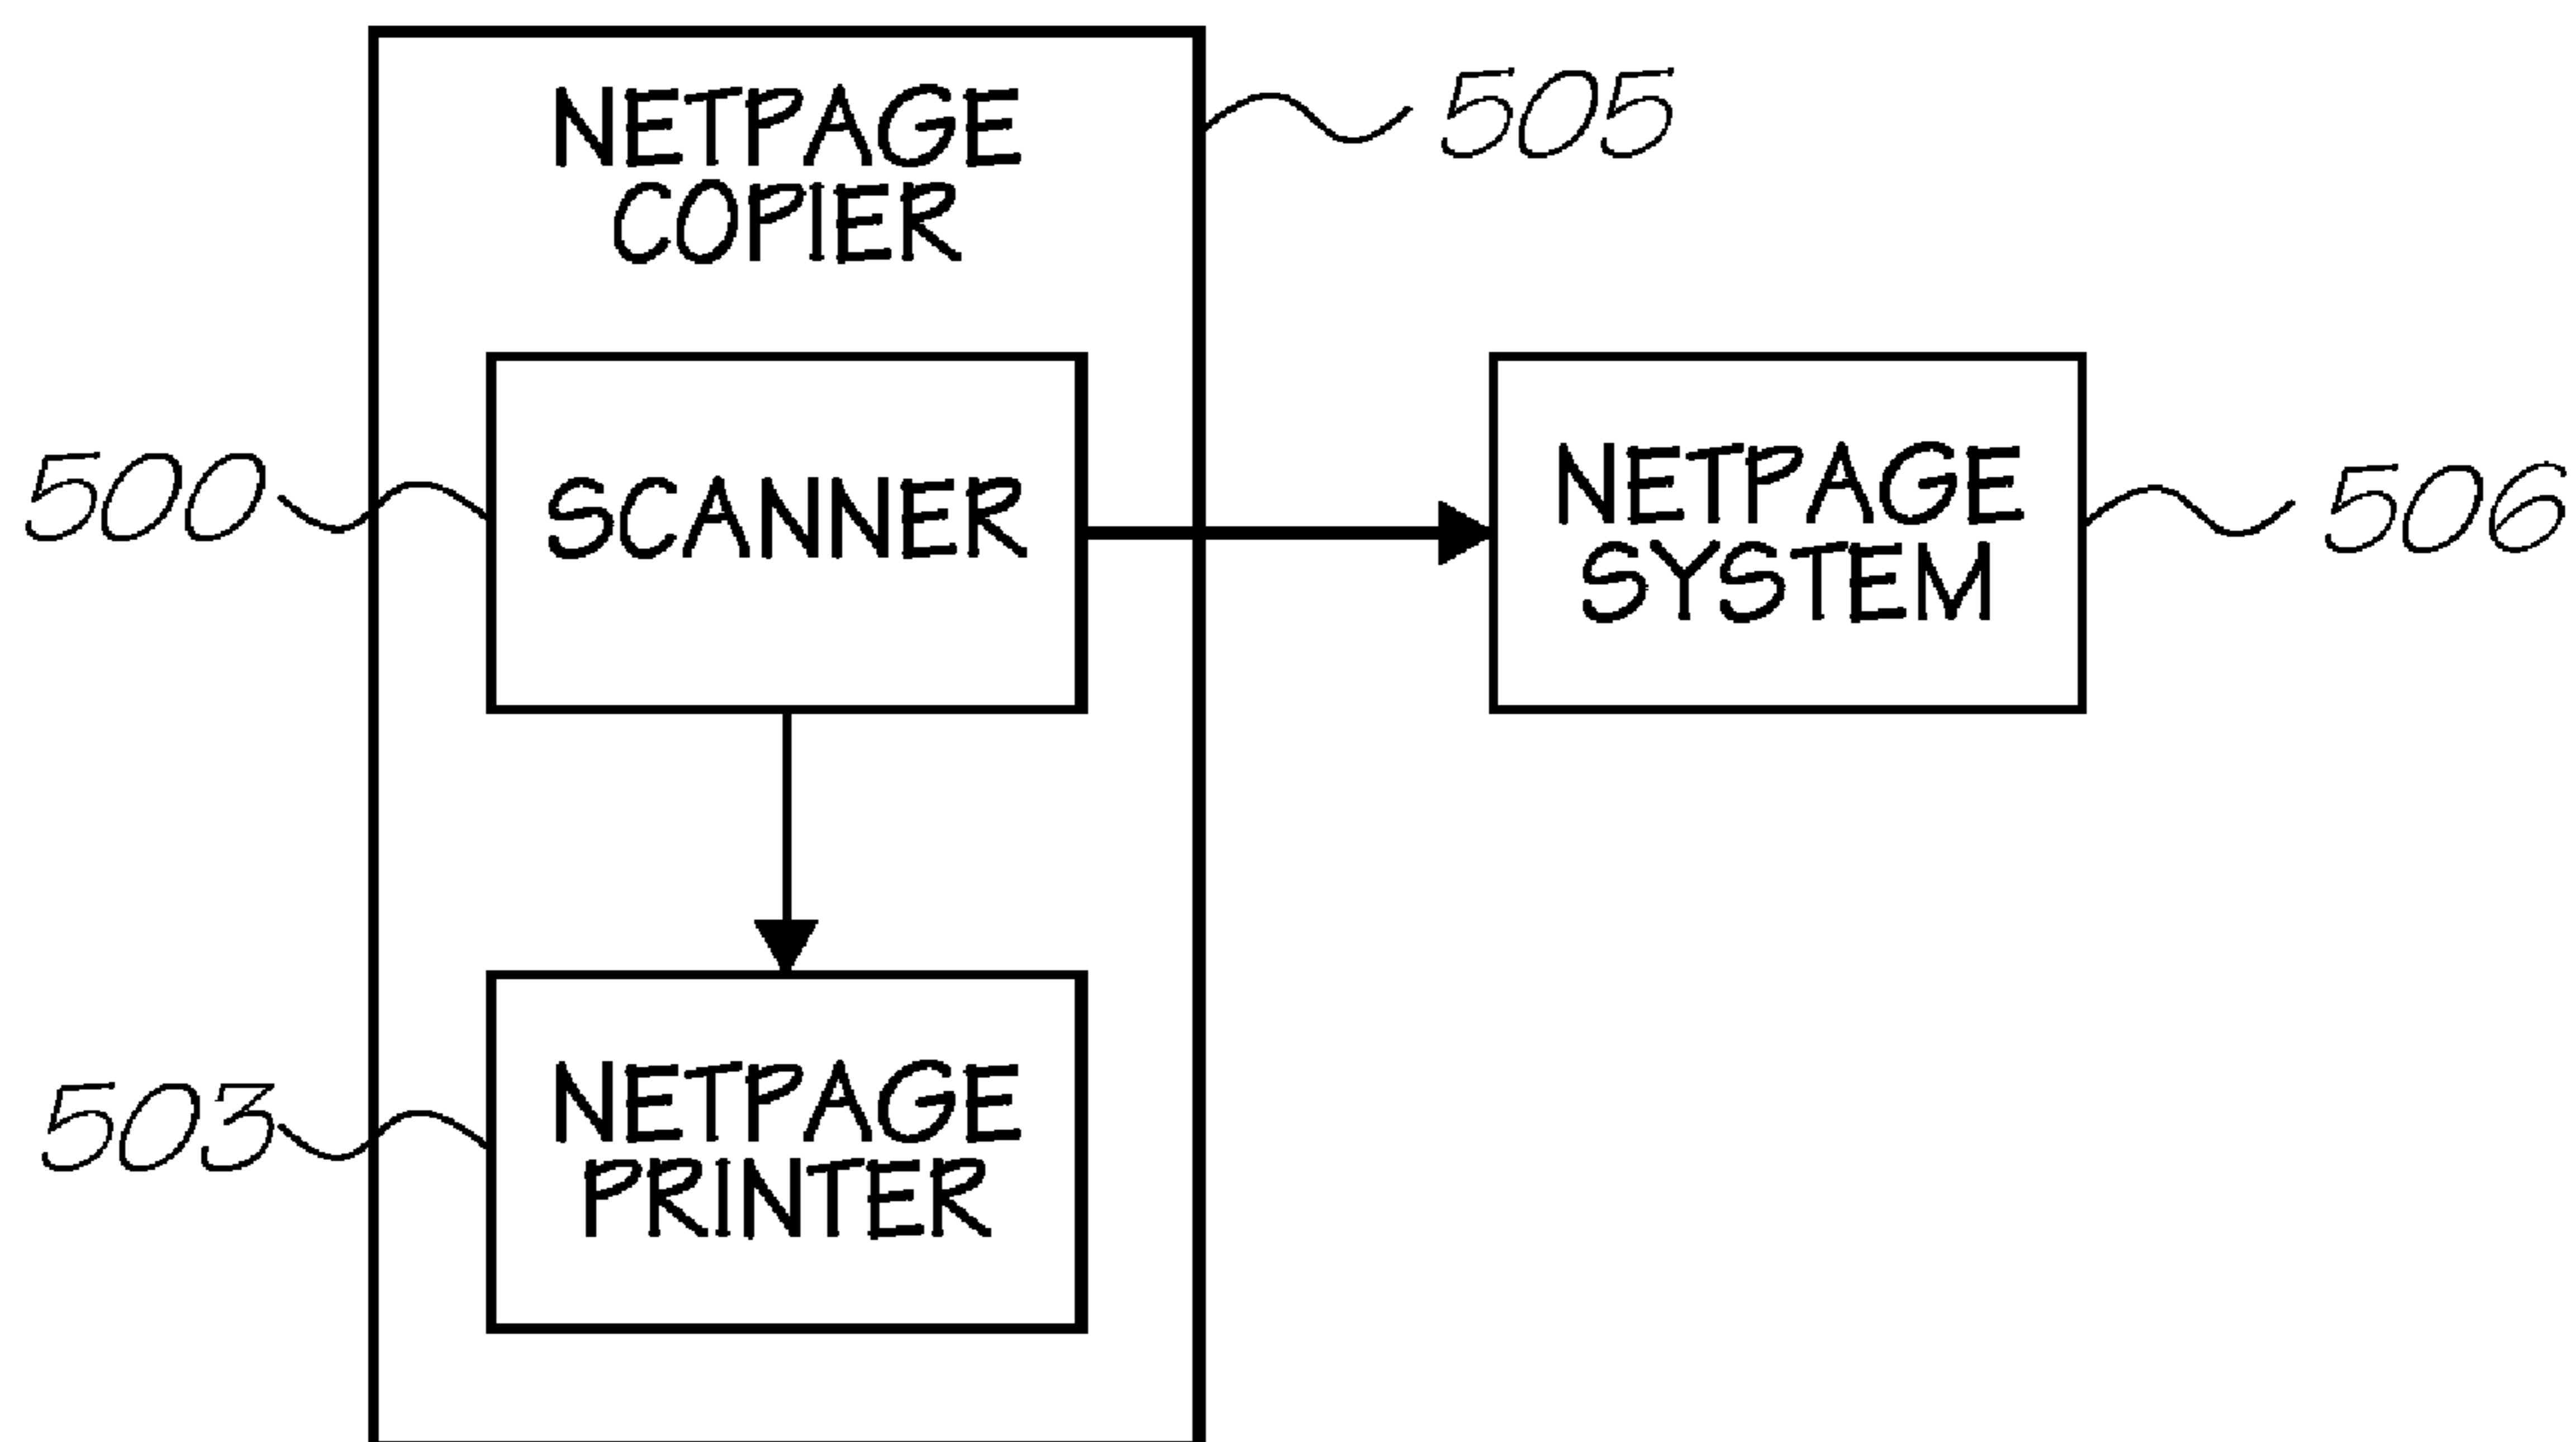 NETPAGE
COPIER
505
500
SCANNER
NETPAGE
SYSTEM
506
503
NETPAGE
PRINTER